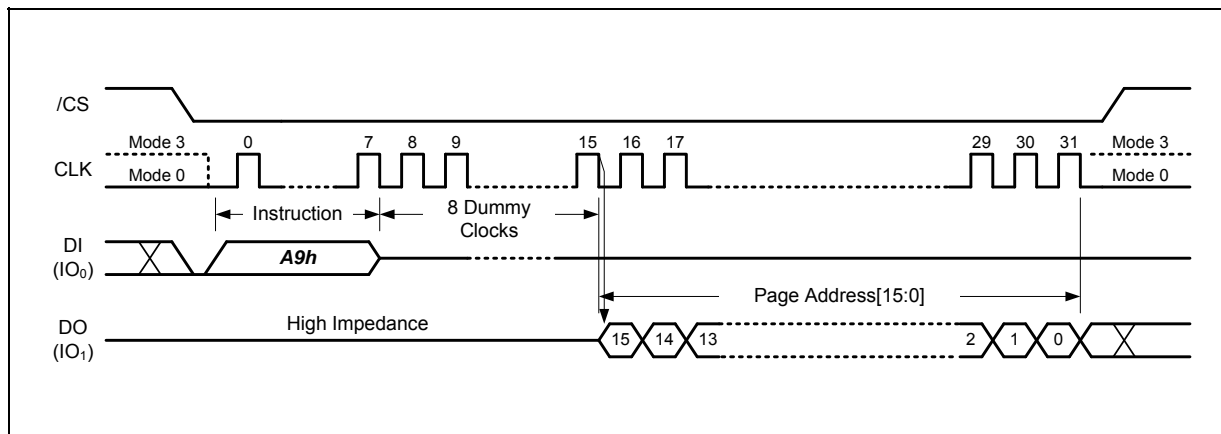 /CS
Mode 3
0 7 8 9 15 16 17 29 30 31
Mode 3
CLK
Mode 0
Mode 0
Instruction
8 Dummy
Clocks
DI
(IO₀)
A9h
Page Address[15:0]
DO
(IO₁)
High Impedance
15 14 13 2 1 0